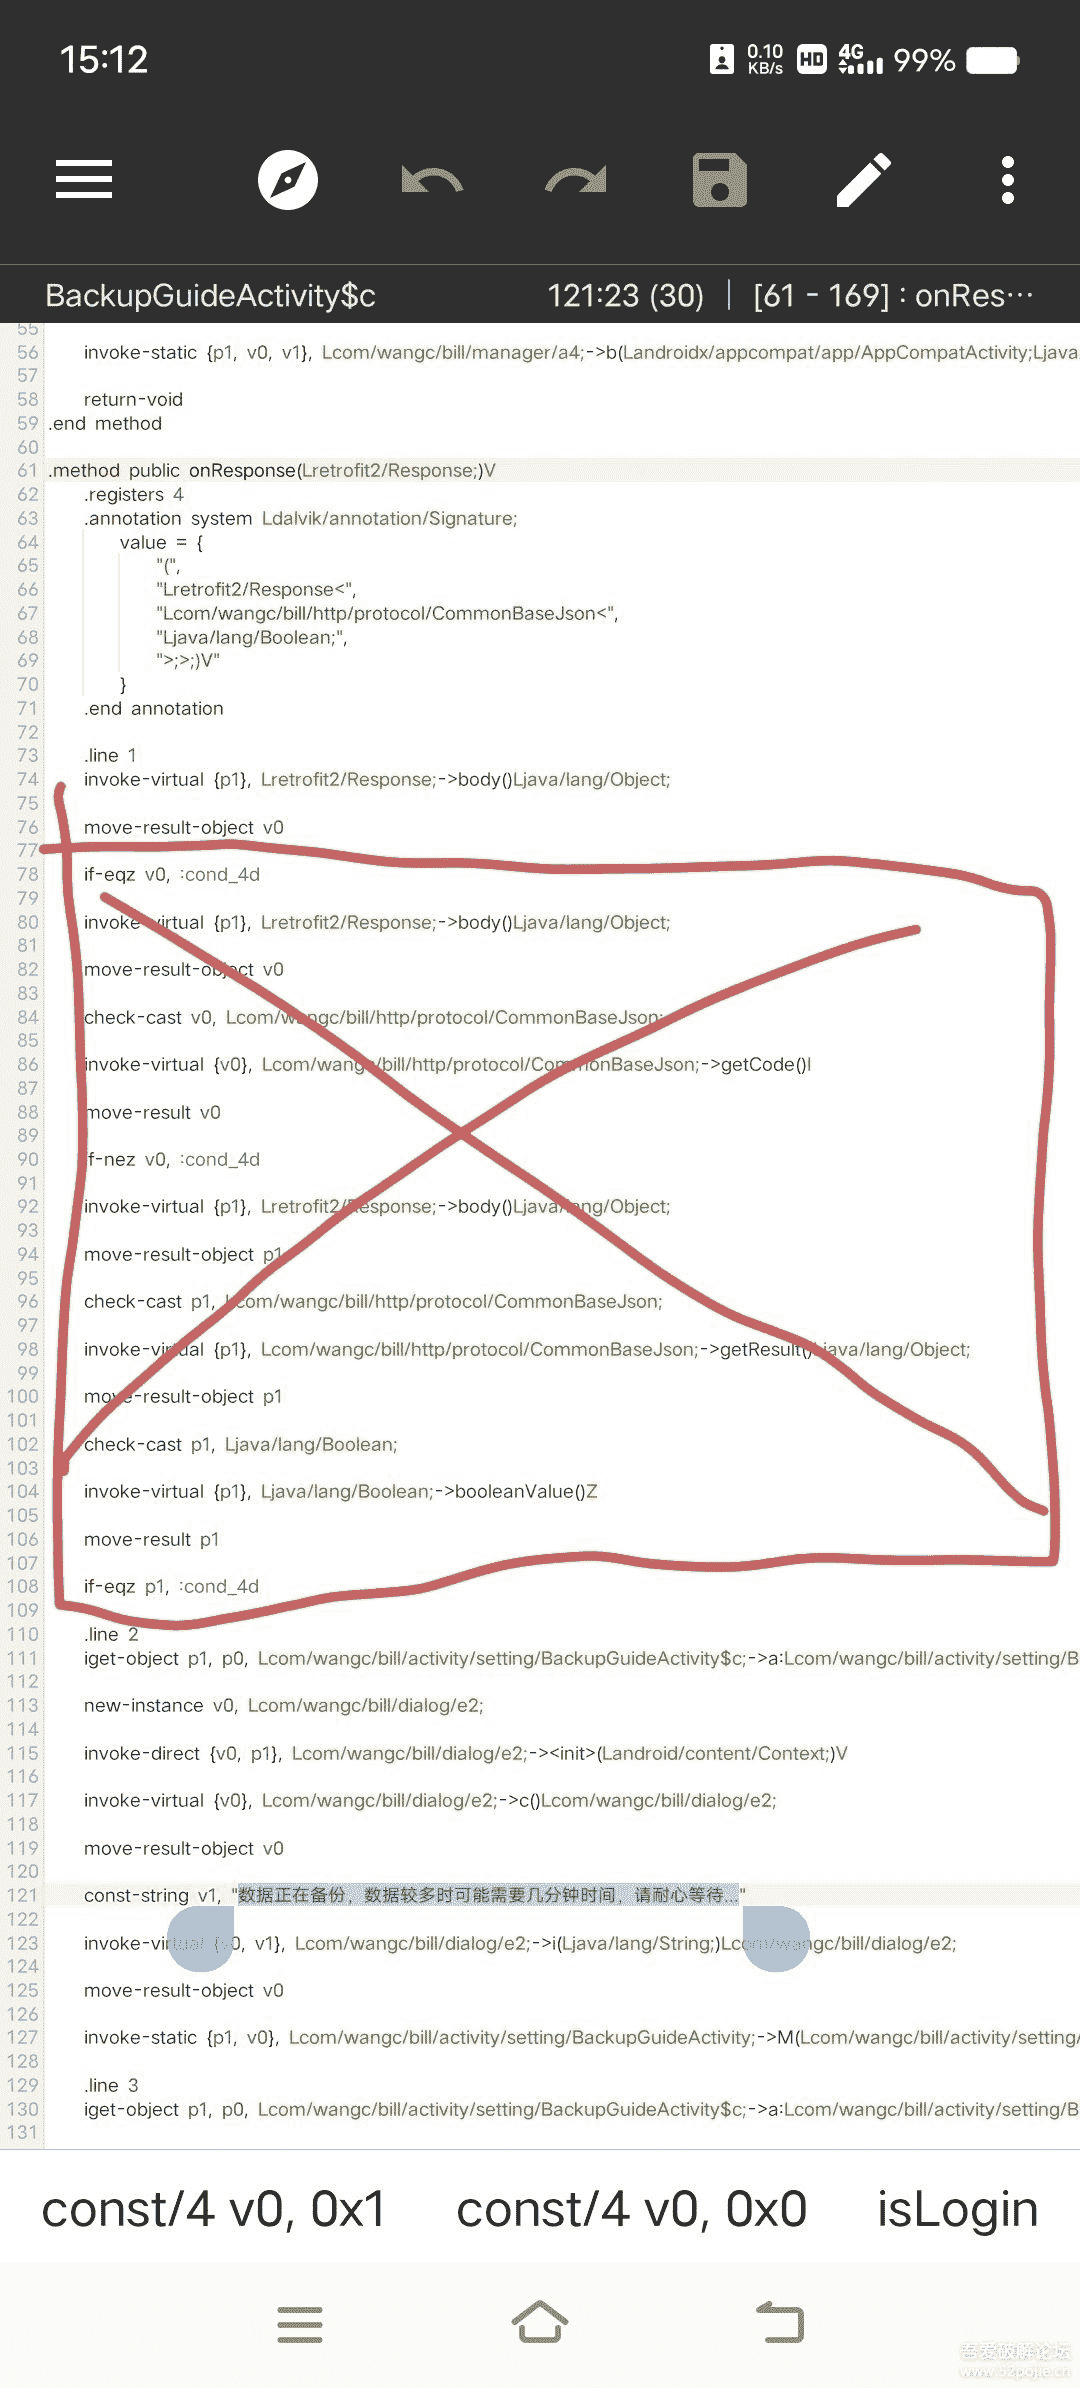 15:12
0.10 KB/s HD 4G 99%
BackupGuideActivity$c 121:23 (30) | [61 - 169] : onRes···
55
56 invoke-static {p1, v0, v1}, Lcom/wangc/bill/manager/a4;->b(Landroidx/appcompat/app/AppCompatActivity;Ljava
57
58 return-void
59 .end method
60
61 .method public onResponse(Lretrofit2/Response;)V
62 .registers 4
63 .annotation system Ldalvik/annotation/Signature;
64 value = {
65 "(",
66 "Lretrofit2/Response<",
67 "Lcom/wangc/bill/http/protocol/CommonBaseJson<",
68 "Ljava/lang/Boolean;",
69 ">;>;)V"
70 }
71 .end annotation
72
73 .line 1
74 invoke-virtual {p1}, Lretrofit2/Response;->body()Ljava/lang/Object;
75
76 move-result-object v0
77
78 if-eqz v0, :cond_4d
79
80 invoke-virtual {p1}, Lretrofit2/Response;->body()Ljava/lang/Object;
81
82 move-result-object v0
83
84 check-cast v0, Lcom/wangc/bill/http/protocol/CommonBaseJson;
85
86 invoke-virtual {v0}, Lcom/wangc/bill/http/protocol/CommonBaseJson;->getCode()I
87
88 move-result v0
89
90 if-nez v0, :cond_4d
91
92 invoke-virtual {p1}, Lretrofit2/Response;->body()Ljava/lang/Object;
93
94 move-result-object p1
95
96 check-cast p1, Lcom/wangc/bill/http/protocol/CommonBaseJson;
97
98 invoke-virtual {p1}, Lcom/wangc/bill/http/protocol/CommonBaseJson;->getResult()Ljava/lang/Object;
99
100 move-result-object p1
101
102 check-cast p1, Ljava/lang/Boolean;
103
104 invoke-virtual {p1}, Ljava/lang/Boolean;->booleanValue()Z
105
106 move-result p1
107
108 if-eqz p1, :cond_4d
109
110 .line 2
111 iget-object p1, p0, Lcom/wangc/bill/activity/setting/BackupGuideActivity$c;->a:Lcom/wangc/bill/activity/setting/B
112
113 new-instance v0, Lcom/wangc/bill/dialog/e2;
114
115 invoke-direct {v0, p1}, Lcom/wangc/bill/dialog/e2;-><init>(Landroid/content/Context;)V
116
117 invoke-virtual {v0}, Lcom/wangc/bill/dialog/e2;->c()Lcom/wangc/bill/dialog/e2;
118
119 move-result-object v0
120
121 const-string v1, "数据正在备份，数据较多时可能需要几分钟时间，请耐心等待..."
122
123 invoke-virtual {v0, v1}, Lcom/wangc/bill/dialog/e2;->i(Ljava/lang/String;)Lcom/wangc/bill/dialog/e2;
124
125 move-result-object v0
126
127 invoke-static {p1, v0}, Lcom/wangc/bill/activity/setting/BackupGuideActivity;->M(Lcom/wangc/bill/activity/setting/
128
129 .line 3
130 iget-object p1, p0, Lcom/wangc/bill/activity/setting/BackupGuideActivity$c;->a:Lcom/wangc/bill/activity/setting/B
131
const/4 v0, 0x1 const/4 v0, 0x0 isLogin
吾爱破解论坛
www.52pojie.cn